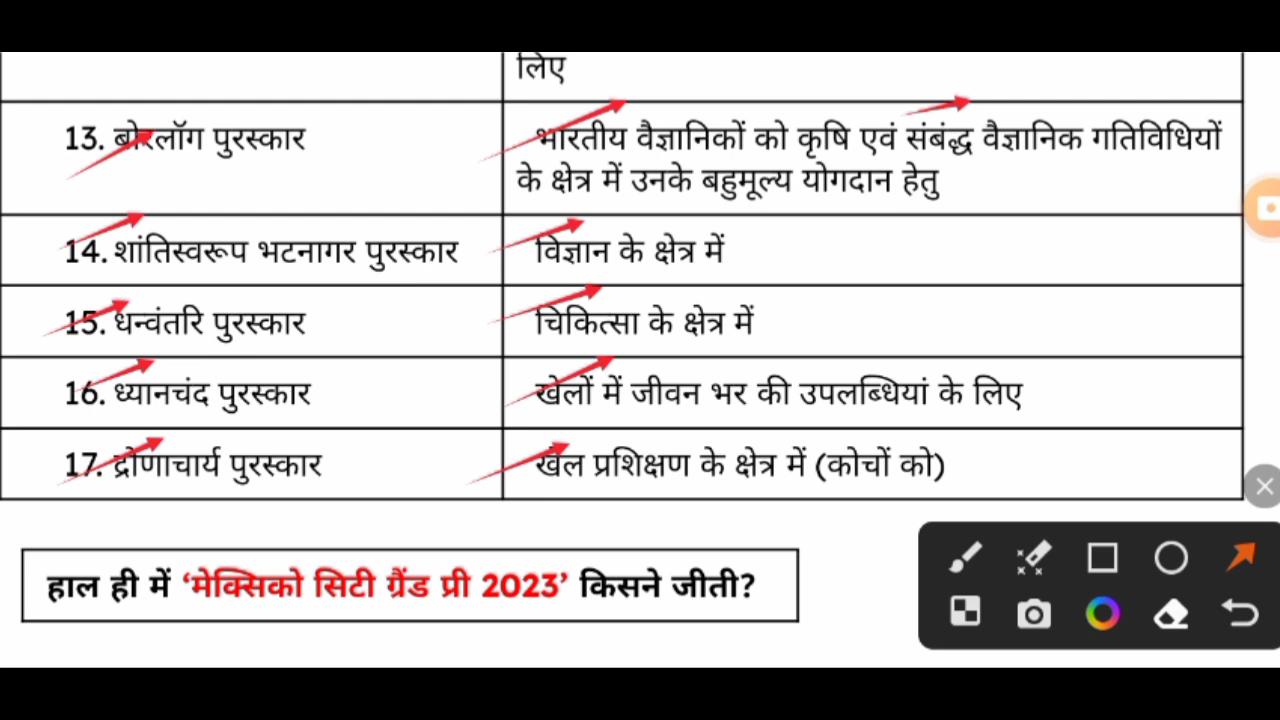 लिए
13. बोरलॉग पुरस्कार
भारतीय वैज्ञानिकों को कृषि एवं संबंद्ध वैज्ञानिक गतिविधियों
के क्षेत्र में उनके बहुमूल्य योगदान हेतु
14. शांतिस्वरूप भटनागर पुरस्कार
विज्ञान के क्षेत्र में
15. धन्वंतरि पुरस्कार
चिकित्सा के क्षेत्र में
16. ध्यानचंद पुरस्कार
खेलों में जीवन भर की उपलब्धियां के लिए
17. द्रोणाचार्य पुरस्कार
खेल प्रशिक्षण के क्षेत्र में (कोचों को)
हाल ही में ‘मेक्सिको सिटी ग्रैंड प्री 2023’ किसने जीती?